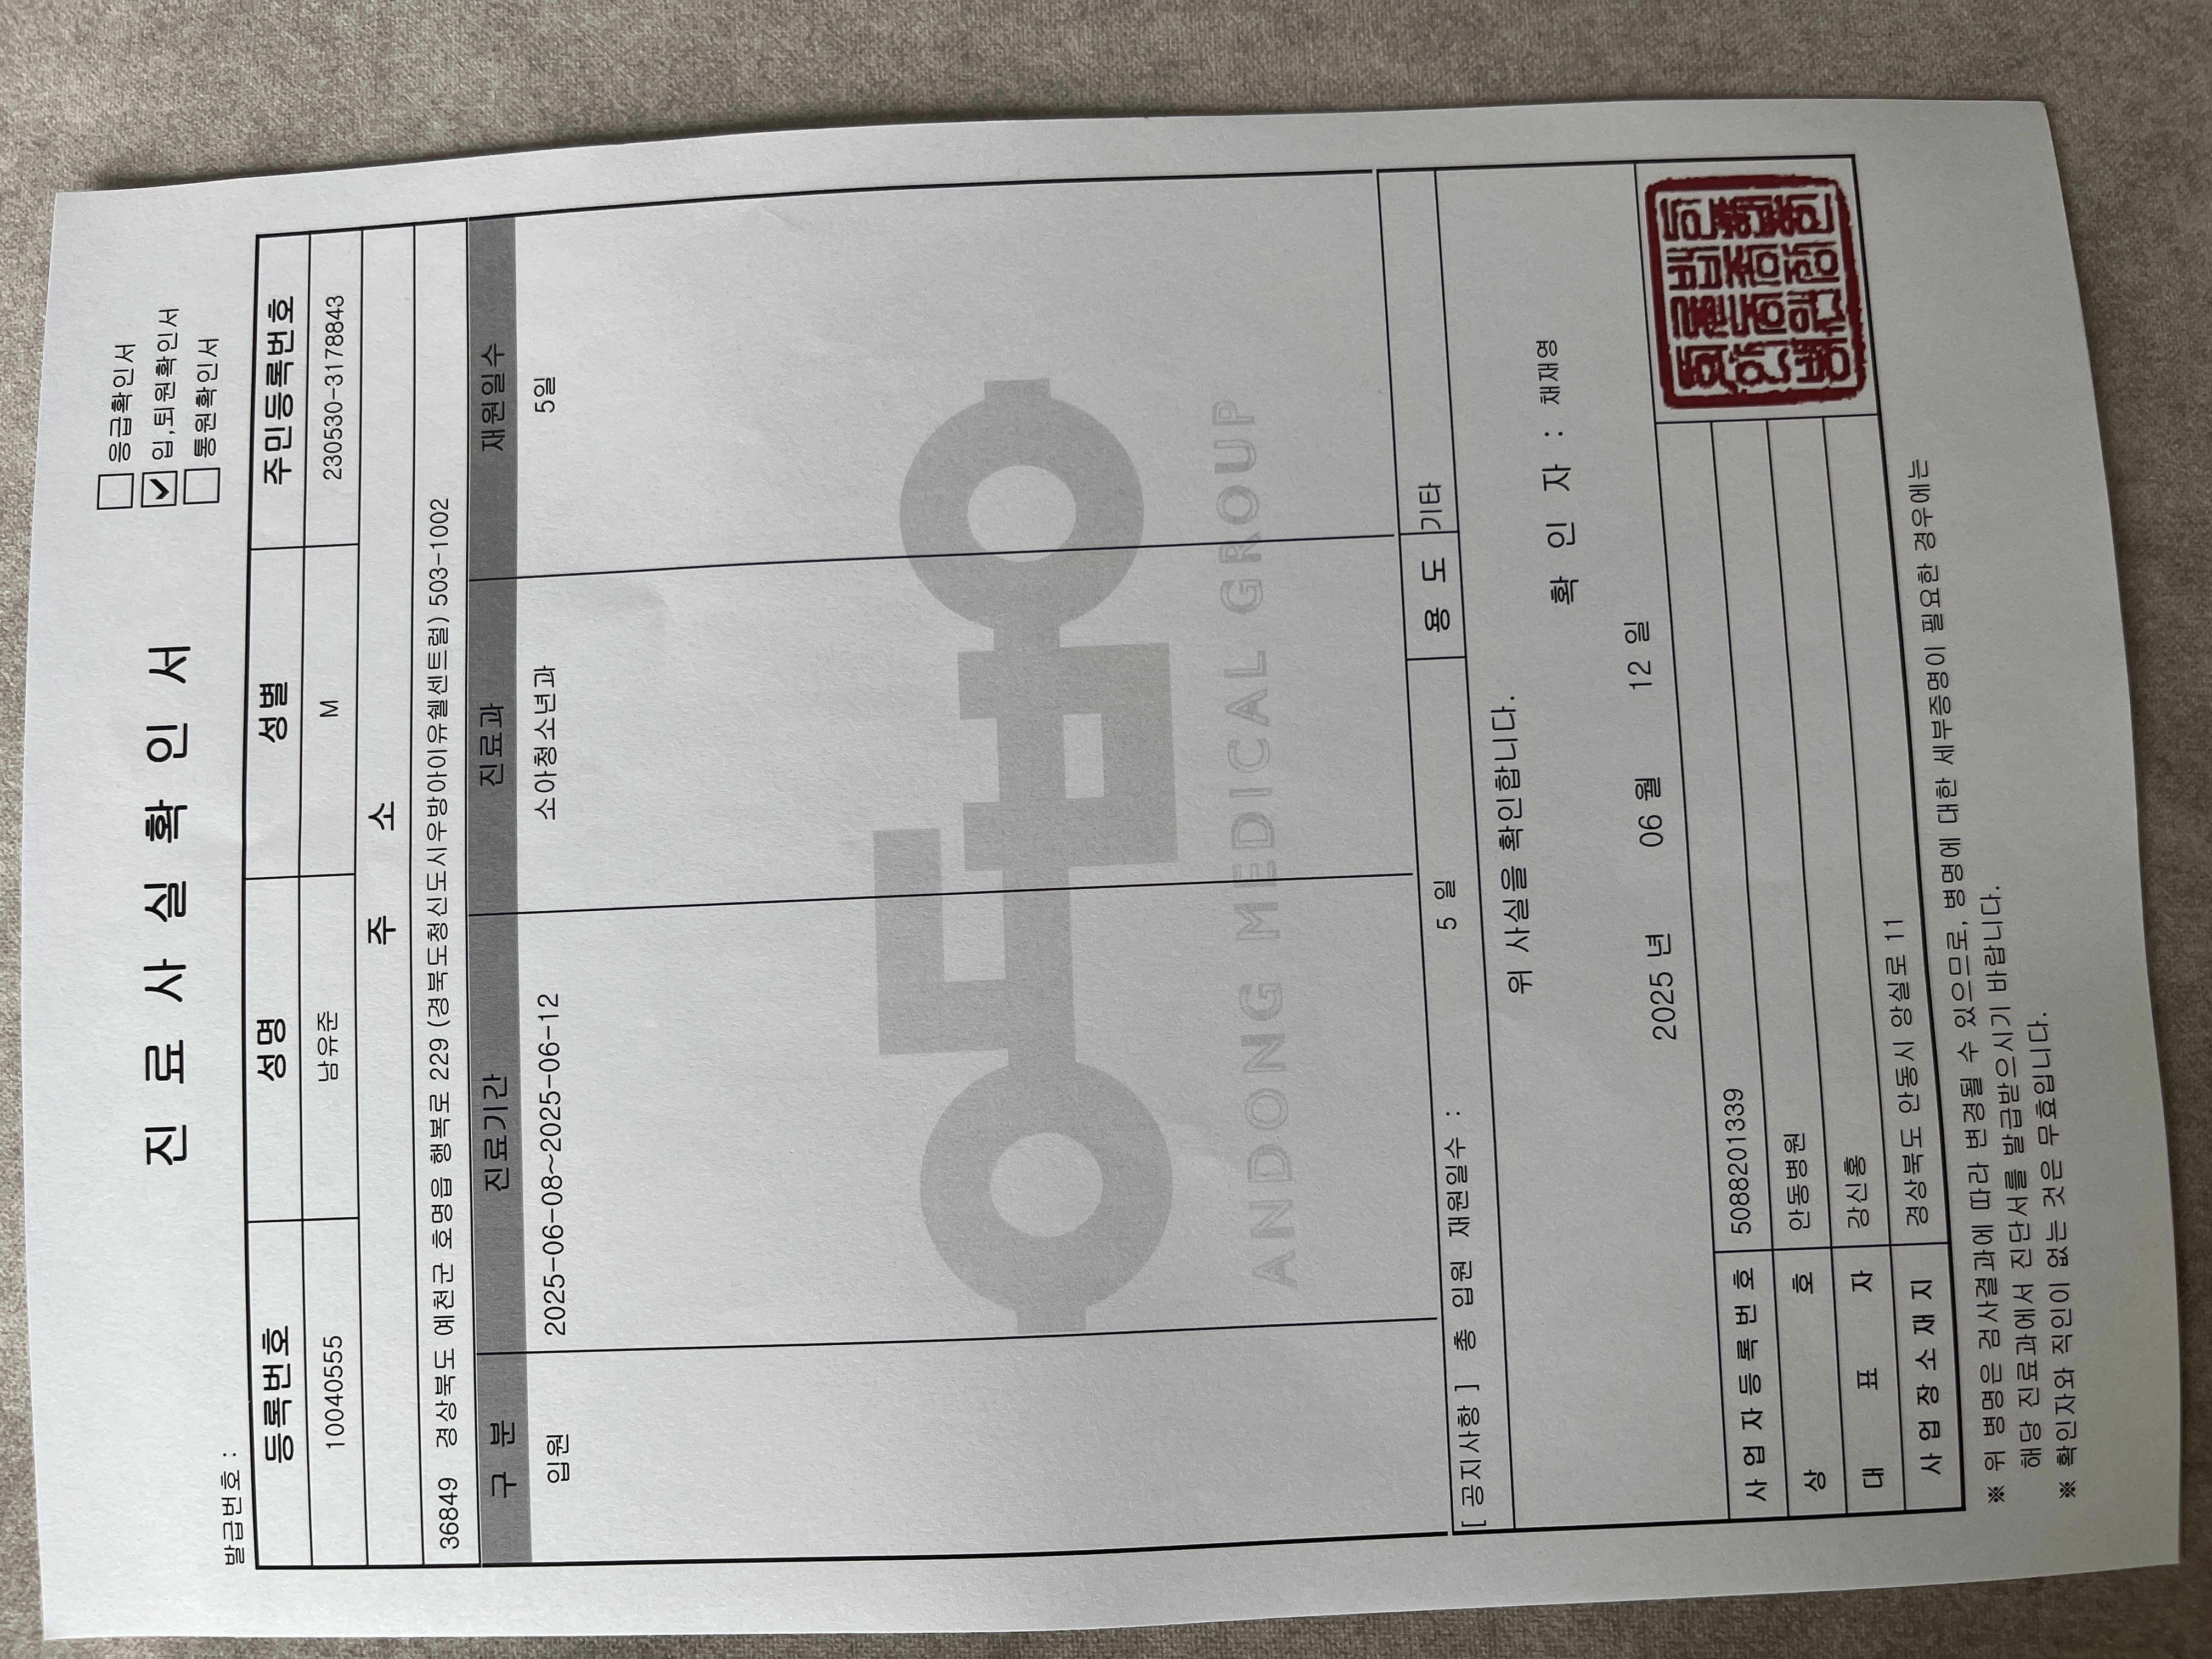 진 료 사 실 확 인 서
응급확인서
입,퇴원확인서
통원확인서
발급번호 :
등록번호 성명 성별 주민등록번호
10040555 남유준 M 230530-3178843
주 소
36849 경상북도 예천군 호명읍 행복로 229 (경북도청신도시우방아이유쉘센트럴) 503-1002
구 분 진료기간 진료과 재원일수
입원 2025-06-08~2025-06-12 소아청소년과 5일
ANDONG MEDICAL GROUP
[ 공지사항 ] 총 입원 재원일수 : 5 일 용 도 기타
위 사실을 확인합니다.
확 인 자 : 채재영
2025 년 06 월 12 일
사 업 자 등 록 번 호 5088201339
상 호 안동병원
대 표 자 강신홍
사 업 장 소 재 지 경상북도 안동시 앙실로 11
※ 위 병명은 검사결과에 따라 변경될 수 있으므로, 병명에 대한 세부증명이 필요한 경우에는
해당 진료과에서 진단서를 발급받으시기 바랍니다.
※ 확인자와 직인이 없는 것은 무효입니다.